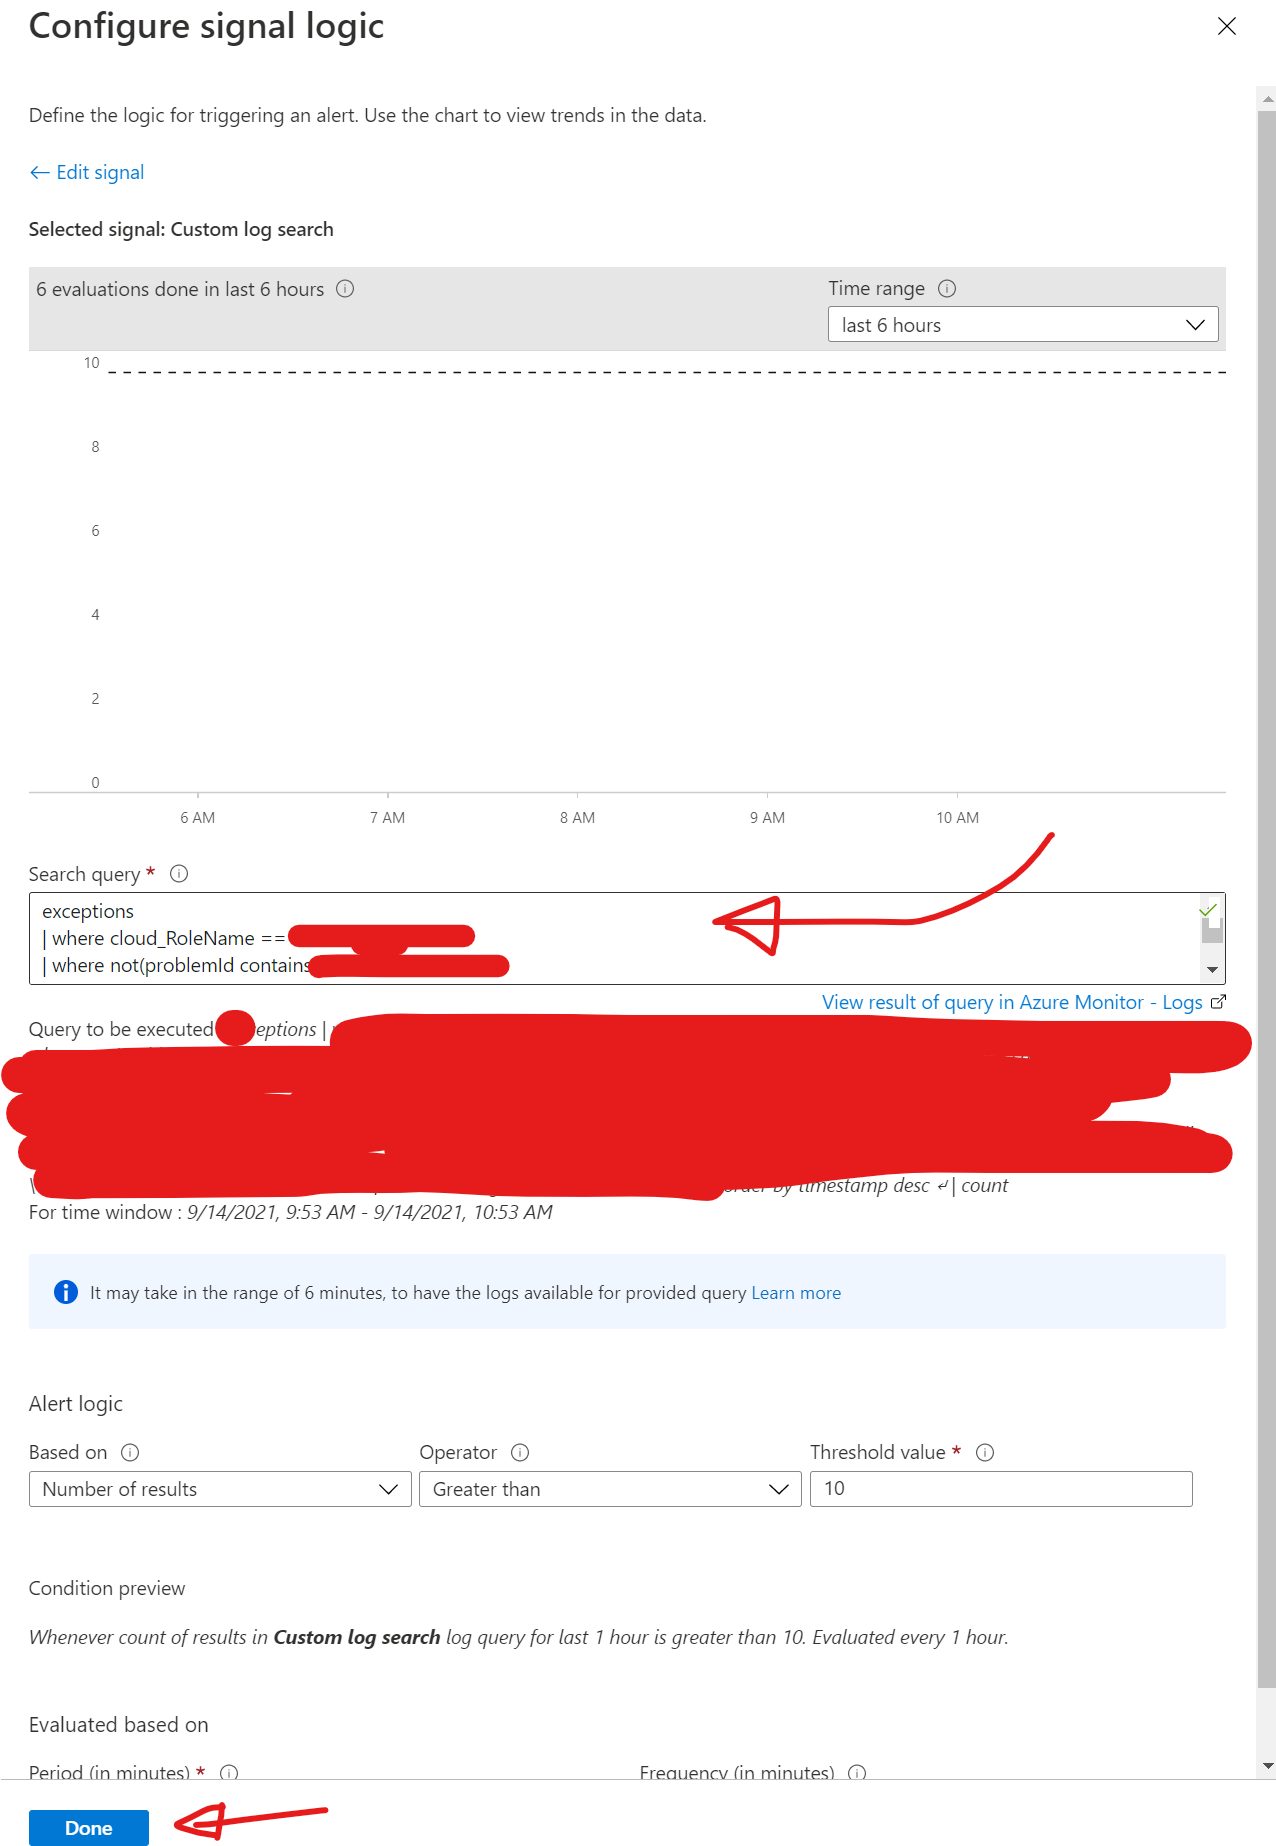 Configure signal logic
Define the logic for triggering an alert. Use the chart to view trends in the data.
← Edit signal
Selected signal: Custom log search
6 evaluations done in last 6 hours
Time range
last 6 hours
10
8
6
4
2
0
6 AM 7 AM 8 AM 9 AM 10 AM
Search query *
exceptions
| where cloud_RoleName ==
| where not(problemId contains
View result of query in Azure Monitor - Logs
Query to be executed eptions |
by timestamp desc ↵ | count
For time window : 9/14/2021, 9:53 AM - 9/14/2021, 10:53 AM
It may take in the range of 6 minutes, to have the logs available for provided query Learn more
Alert logic
Based on Operator Threshold value *
Number of results Greater than 10
Condition preview
Whenever count of results in Custom log search log query for last 1 hour is greater than 10. Evaluated every 1 hour.
Evaluated based on
Period (in minutes) * Frequency (in minutes)
Done